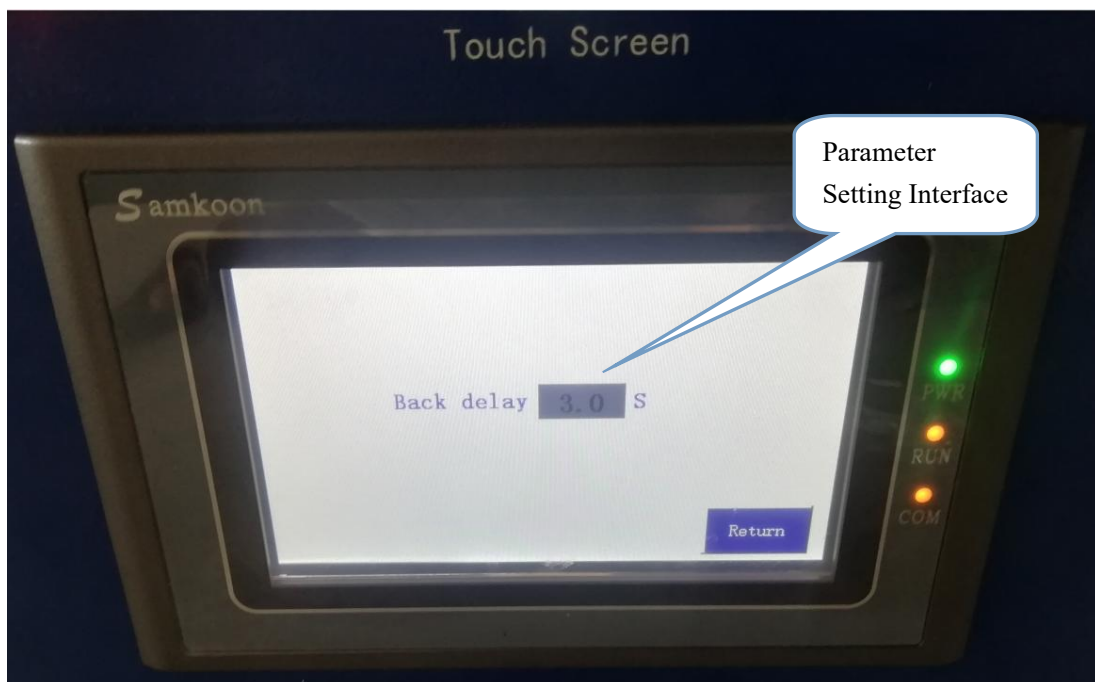 Touch Screen
Parameter
Setting Interface
Samkoon
Back delay 3.0 S
PWR
RUN
COM
Return